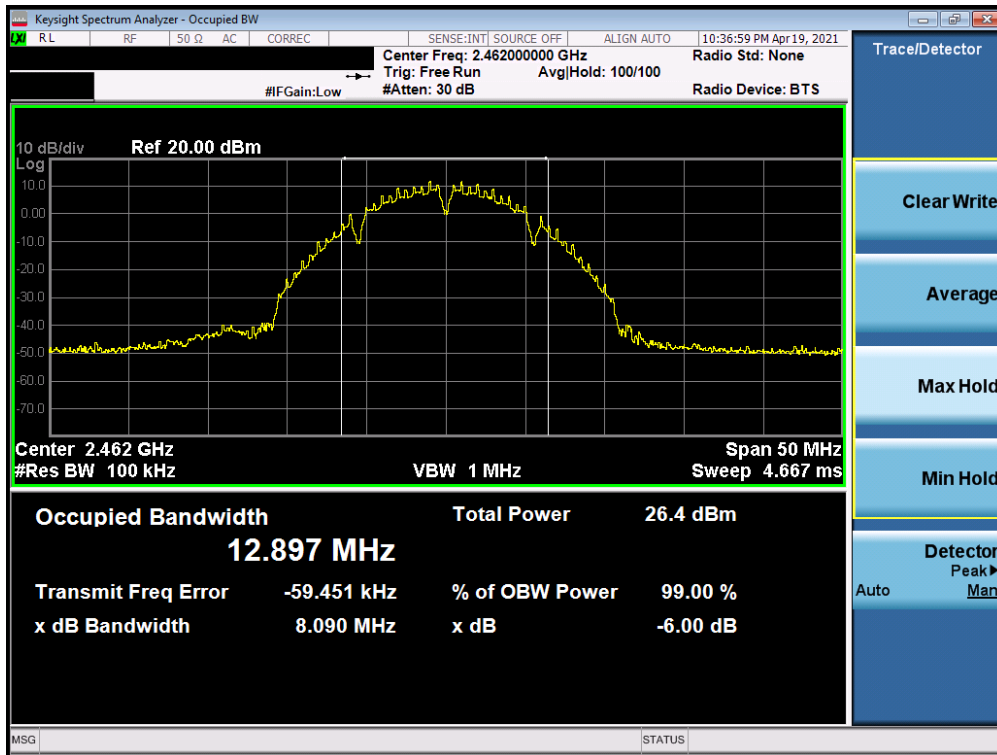 Keysight Spectrum Analyzer - Occupied BW
LXI RL RF 50 Ω AC CORREC SENSE:INT SOURCE OFF ALIGN AUTO 10:36:59 PM Apr 19, 2021
Center Freq: 2.462000000 GHz Radio Std: None
Trig: Free Run Avg|Hold: 100/100
#IFGain:Low #Atten: 30 dB Radio Device: BTS
Trace/Detector
10 dB/div Ref 20.00 dBm
Log
10.0
0.00
-10.0
-20.0
-30.0
-40.0
-50.0
-60.0
-70.0
Center 2.462 GHz Span 50 MHz
#Res BW 100 kHz VBW 1 MHz Sweep 4.667 ms
Occupied Bandwidth Total Power 26.4 dBm
12.897 MHz
Transmit Freq Error -59.451 kHz % of OBW Power 99.00 %
x dB Bandwidth 8.090 MHz x dB -6.00 dB
Clear Write
Average
Max Hold
Min Hold
Detector
Peak▶
Auto Man
MSG STATUS